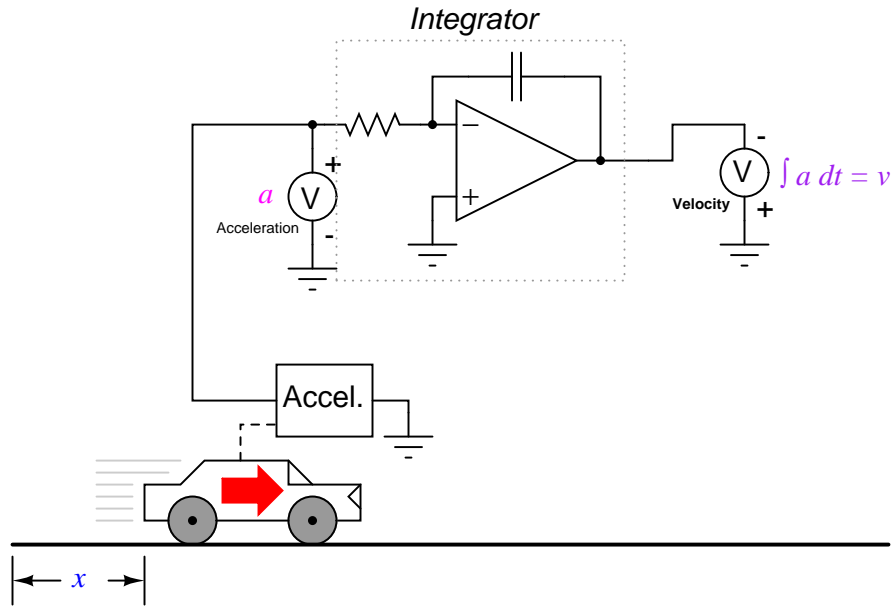 Integrator
−
+
+
V
-
a
Acceleration
-
V
+
Velocity
∫ a dt = v
Accel.
x